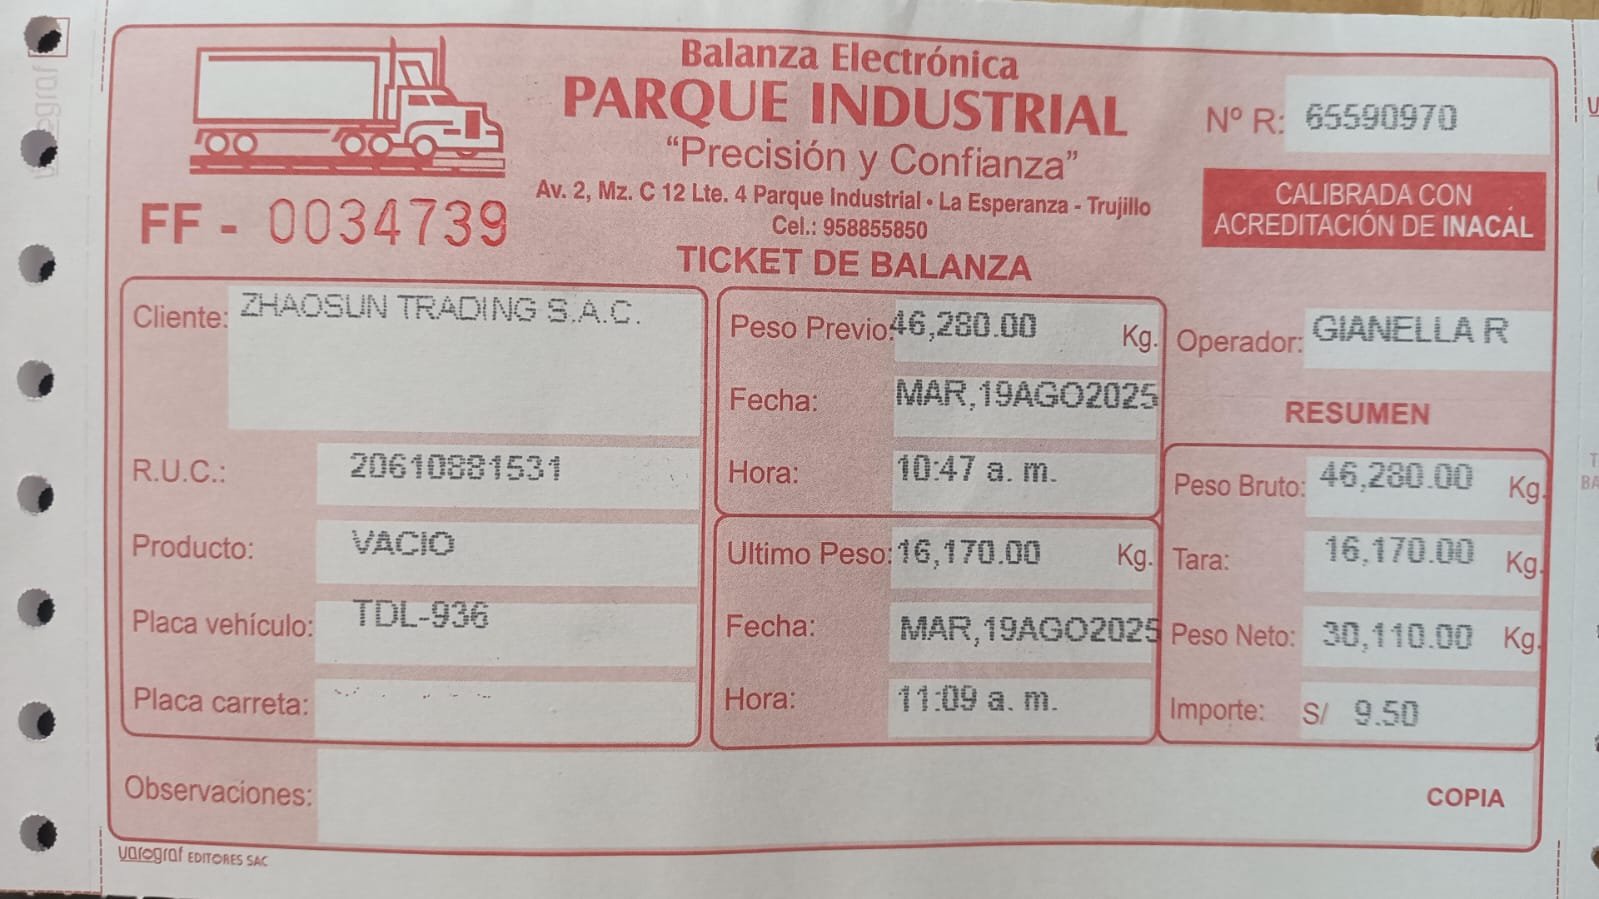 Balanza Electrónica
PARQUE INDUSTRIAL
"Precisión y Confianza"
Av. 2, Mz. C 12 Lte. 4 Parque Industrial • La Esperanza - Trujillo
Cel.: 958855850
Nº R: 65590970
CALIBRADA CON
ACREDITACIÓN DE INACAL
FF - 0034739
TICKET DE BALANZA
Cliente: ZHAOSUN TRADING S.A.C.
R.U.C.: 20610881531
Producto: VACIO
Placa vehículo: TDL-936
Placa carreta:
Peso Previo: 46,280.00 Kg.
Fecha: MAR,19AGO2025
Hora: 10:47 a. m.
Ultimo Peso: 16,170.00 Kg.
Fecha: MAR,19AGO2025
Hora: 11:09 a. m.
Operador: GIANELLA R
RESUMEN
Peso Bruto: 46,280.00 Kg.
Tara: 16,170.00 Kg.
Peso Neto: 30,110.00 Kg.
Importe: S/ 9.50
Observaciones:
COPIA
varograf EDITORES SAC